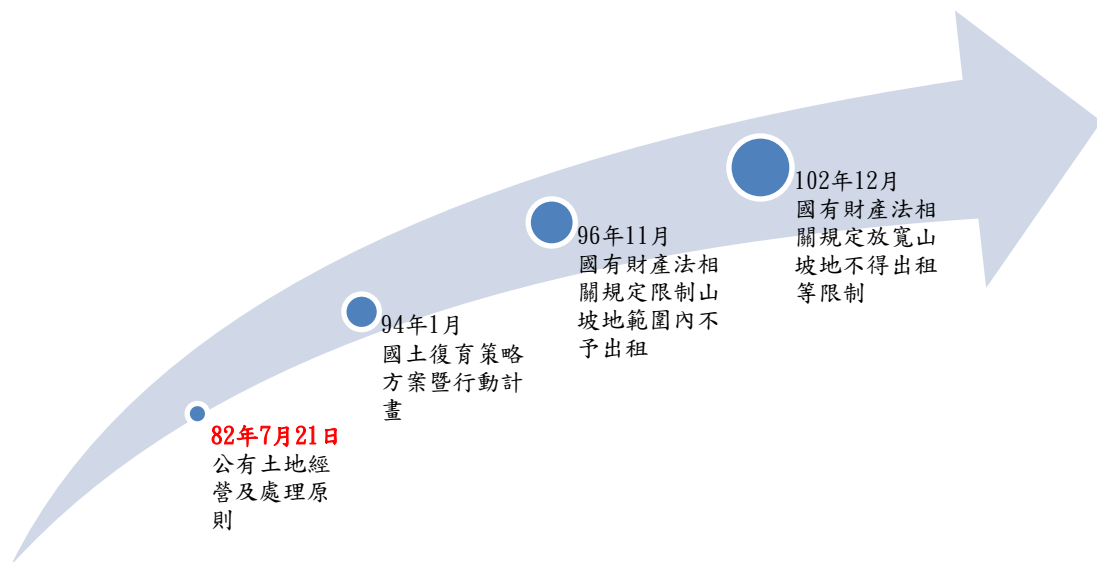 82年7月21日
公有土地經
營及處理原
則
94年1月
國土復育策略
方案暨行動計
畫
96年11月
國有財產法相
關規定限制山
坡地範圍內不
予出租
102年12月
國有財產法相
關規定放寬山
坡地不得出租
等限制